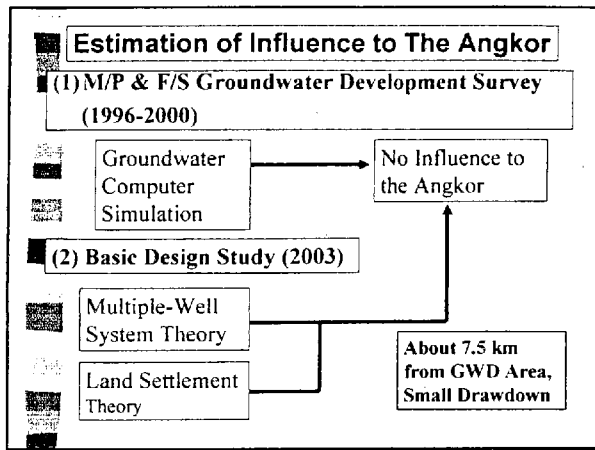 Estimation of Influence to The Angkor
(1) M/P & F/S Groundwater Development Survey
(1996-2000)
Groundwater
Computer
Simulation
No Influence to
the Angkor
(2) Basic Design Study (2003)
Multiple-Well
System Theory
Land Settlement
Theory
About 7.5 km
from GWD Area,
Small Drawdown